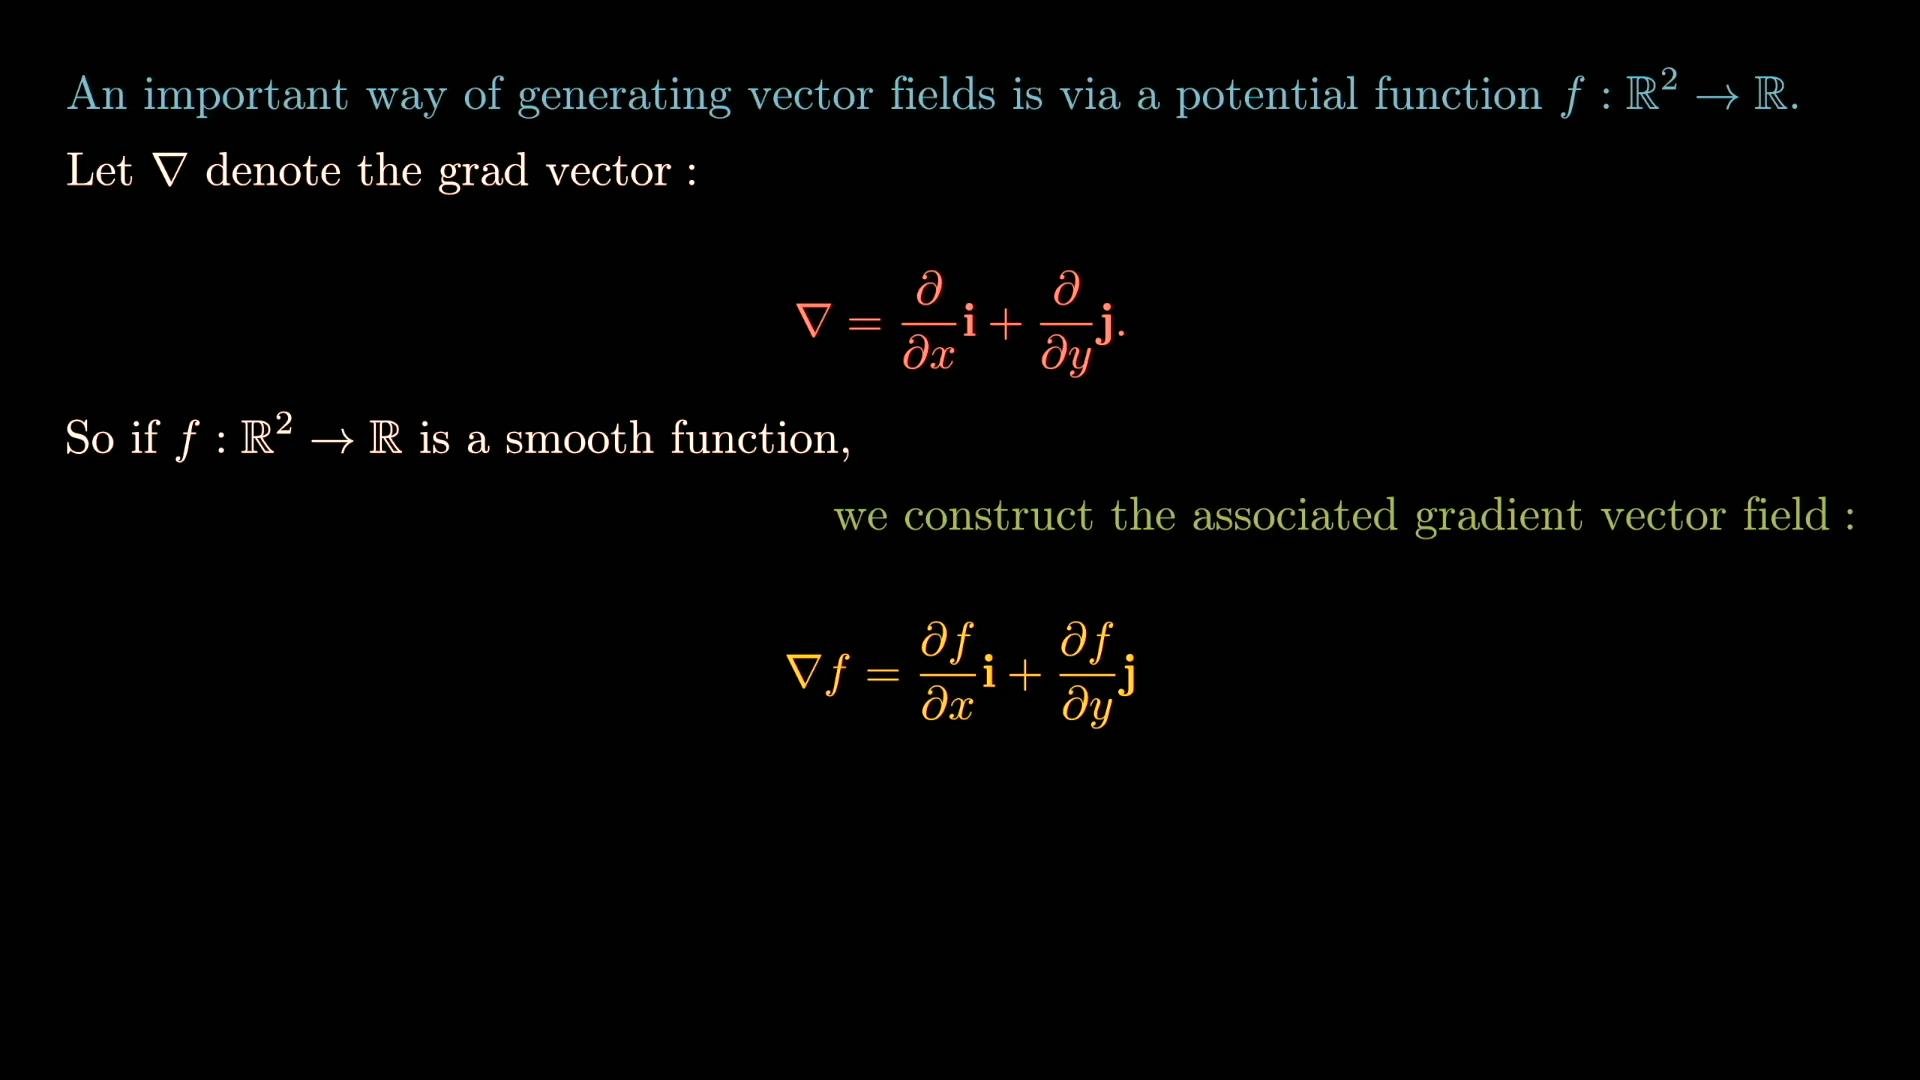 An important way of generating vector fields is via a potential function f : ℝ² → ℝ.
Let ∇ denote the grad vector :
∇ = ∂/∂x i + ∂/∂y j.
So if f : ℝ² → ℝ is a smooth function,
we construct the associated gradient vector field :
∇f = ∂f/∂x i + ∂f/∂y j